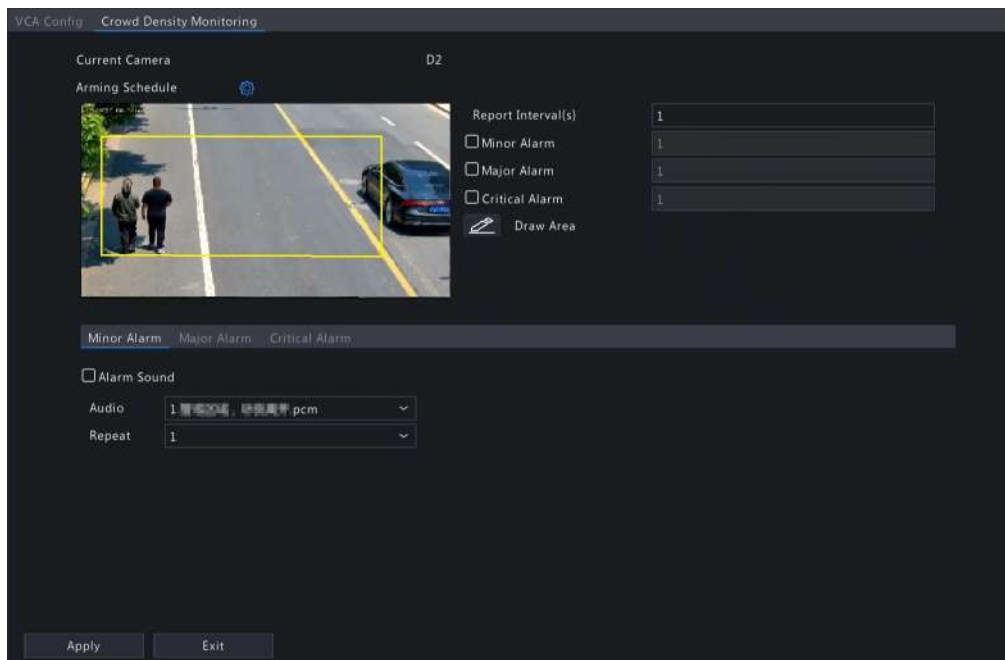 VCA Config Crowd Density Monitoring
Current Camera D2
Arming Schedule
Report Interval(s) 1
Minor Alarm 1
Major Alarm 1
Critical Alarm 1
Draw Area
Minor Alarm Major Alarm Critical Alarm
Alarm Sound
Audio 1 pcm
Repeat 1
Apply Exit